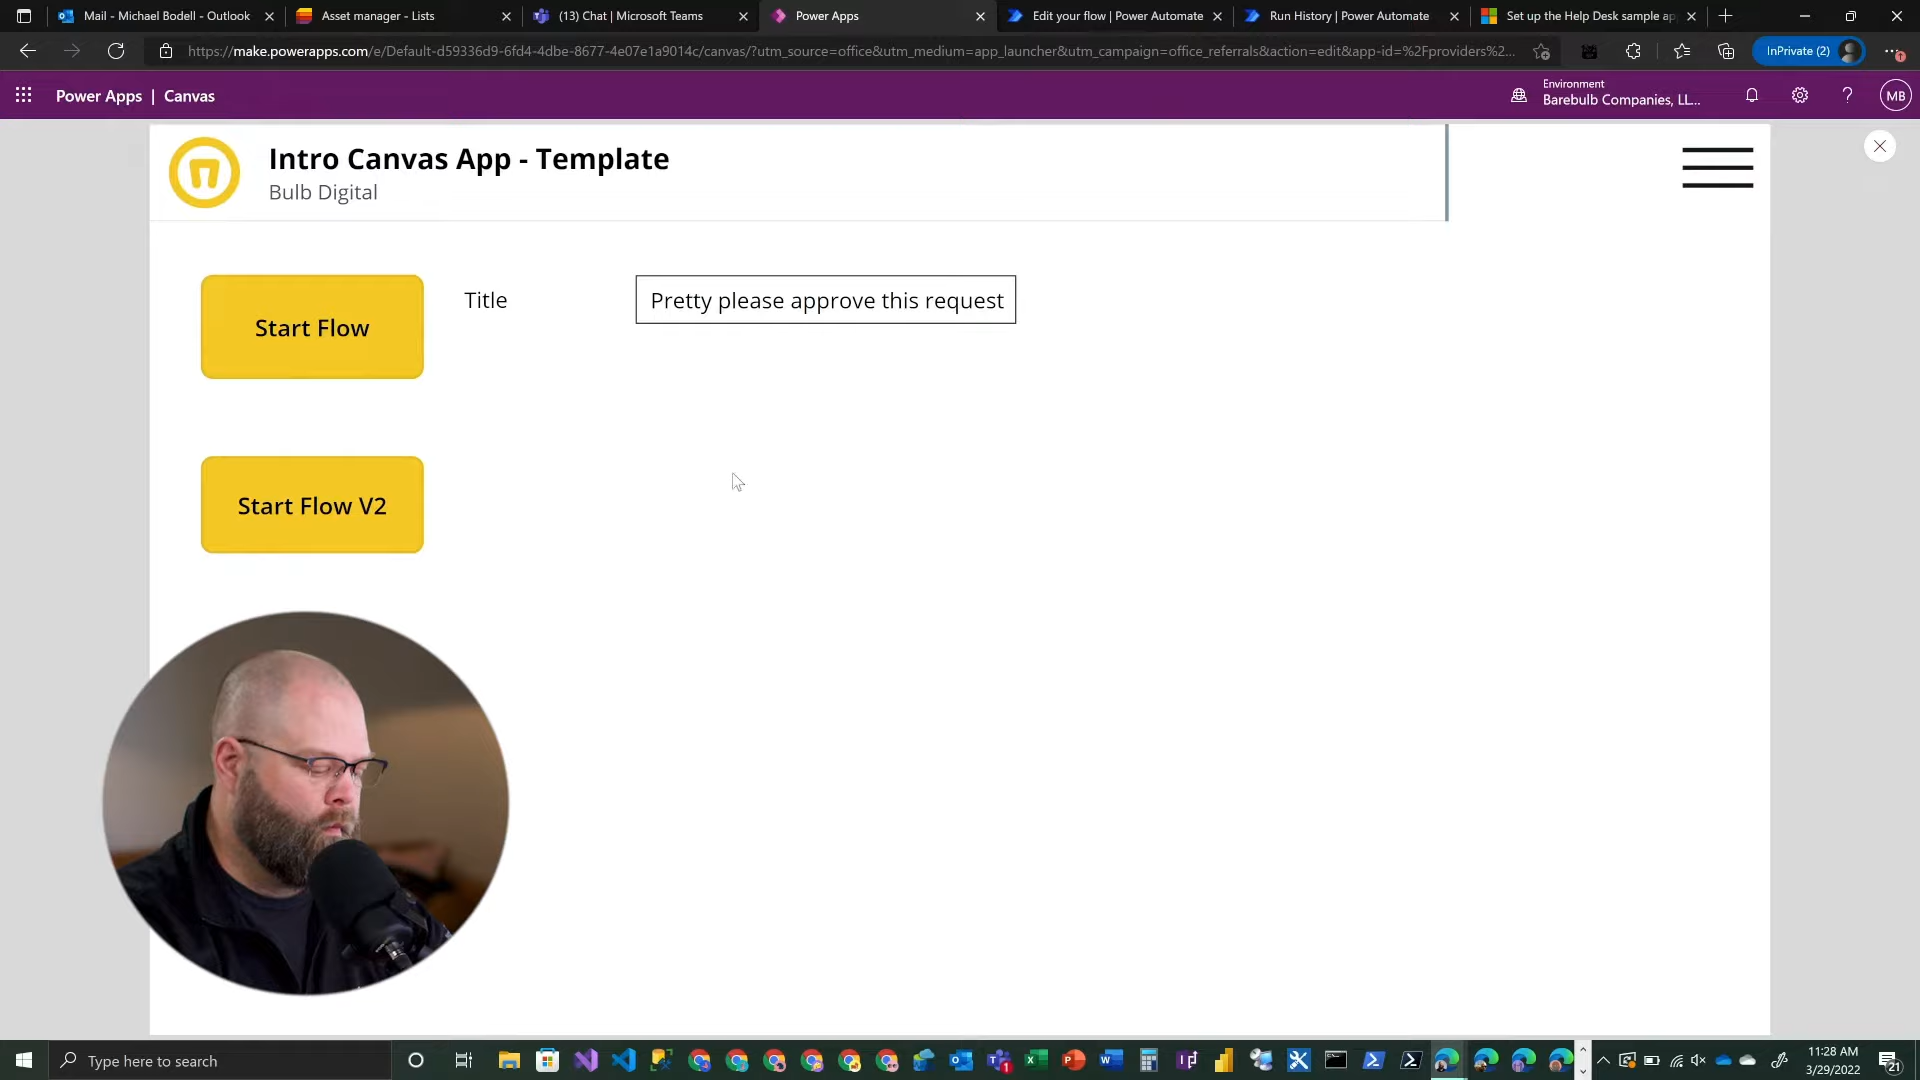 Mail - Michael Bodell - Outlook
Asset manager - Lists
(13) Chat | Microsoft Teams
Power Apps
Edit your flow | Power Automate
Run History | Power Automate
Set up the Help Desk sample ap
https://make.powerapps.com/e/Default-d59336d9-6fd4-4dbe-8677-4e07e1a9014c/canvas/?utm_source=office&utm_medium=app_launcher&utm_campaign=office_referrals&action=edit&app-id=%2Fproviders%2...
InPrivate (2)
Power Apps | Canvas
Environment
Barebulb Companies, LL...
MB
Intro Canvas App - Template
Bulb Digital
Start Flow
Title
Pretty please approve this request
Start Flow V2
Type here to search
11:28 AM
3/29/2022
21